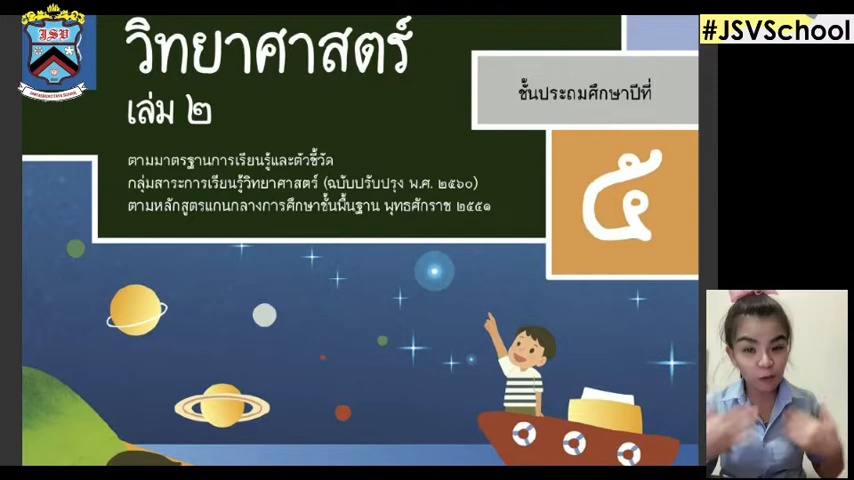 JSV
#JSVSchool
วิทยาศาสตร์
เล่ม ๒
ชั้นประถมศึกษาปีที่
๕
ตามมาตรฐานการเรียนรู้และตัวชี้วัด
กลุ่มสาระการเรียนรู้วิทยาศาสตร์ (ฉบับปรับปรุง พ.ศ. ๒๕๖๐)
ตามหลักสูตรแกนกลางการศึกษาขั้นพื้นฐาน พุทธศักราช ๒๕๕๑